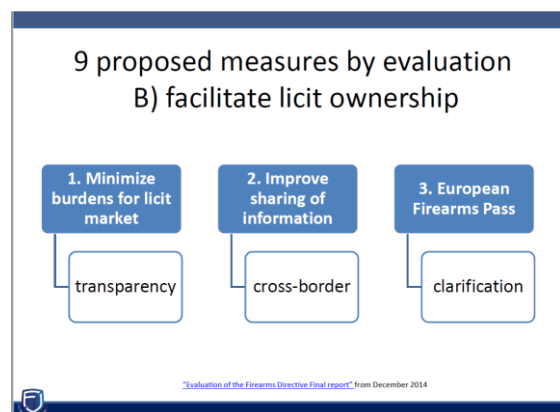 9 proposed measures by evaluation
B) facilitate licit ownership
1. Minimize
burdens for licit
market
transparency
2. Improve
sharing of
information
cross-border
3. European
Firearms Pass
clarification
"Evaluation of the Firearms Directive Final report" from December 2014